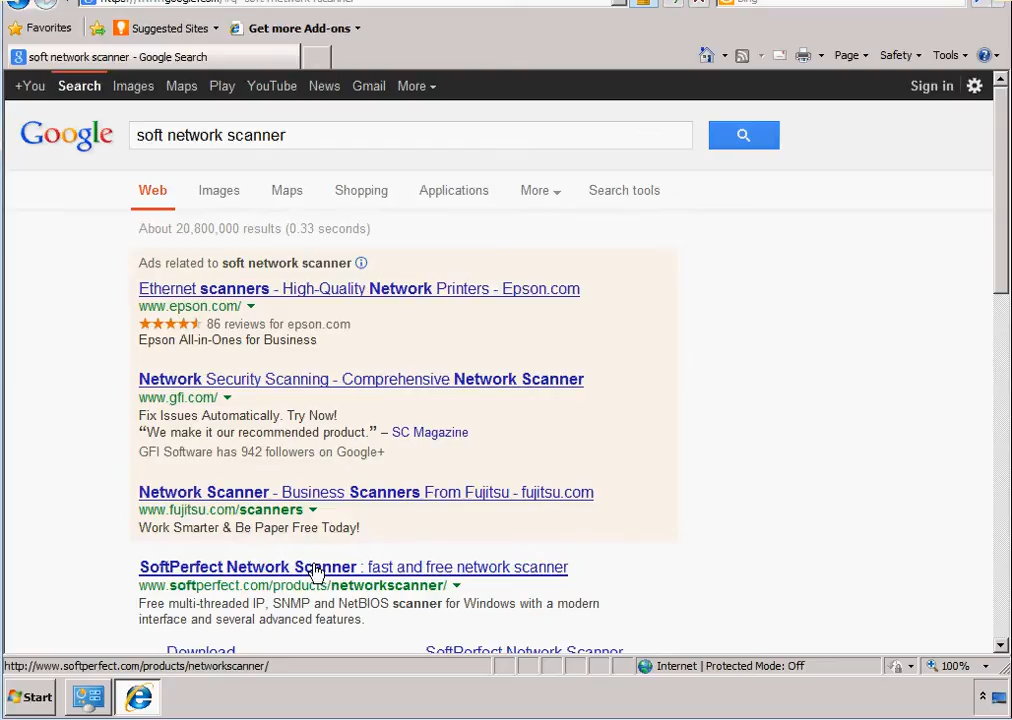 Bing
Favorites
Suggested Sites
Get more Add-ons
soft network scanner - Google Search
Page
Safety
Tools
+You Search Images Maps Play YouTube News Gmail More
Sign in
Google
soft network scanner
Web Images Maps Shopping Applications More Search tools
About 20,800,000 results (0.33 seconds)
Ads related to soft network scanner
Ethernet scanners - High-Quality Network Printers - Epson.com
www.epson.com/
86 reviews for epson.com
Epson All-in-Ones for Business
Network Security Scanning - Comprehensive Network Scanner
www.gfi.com/
Fix Issues Automatically. Try Now!
“We make it our recommended product.” – SC Magazine
GFI Software has 942 followers on Google+
Network Scanner - Business Scanners From Fujitsu - fujitsu.com
www.fujitsu.com/scanners
Work Smarter & Be Paper Free Today!
SoftPerfect Network Scanner : fast and free network scanner
www.softperfect.com/products/networkscanner/
Free multi-threaded IP, SNMP and NetBIOS scanner for Windows with a modern
interface and several advanced features.
Download SoftPerfect Network Scanner
http://www.softperfect.com/products/networkscanner/
Internet | Protected Mode: Off
100%
Start